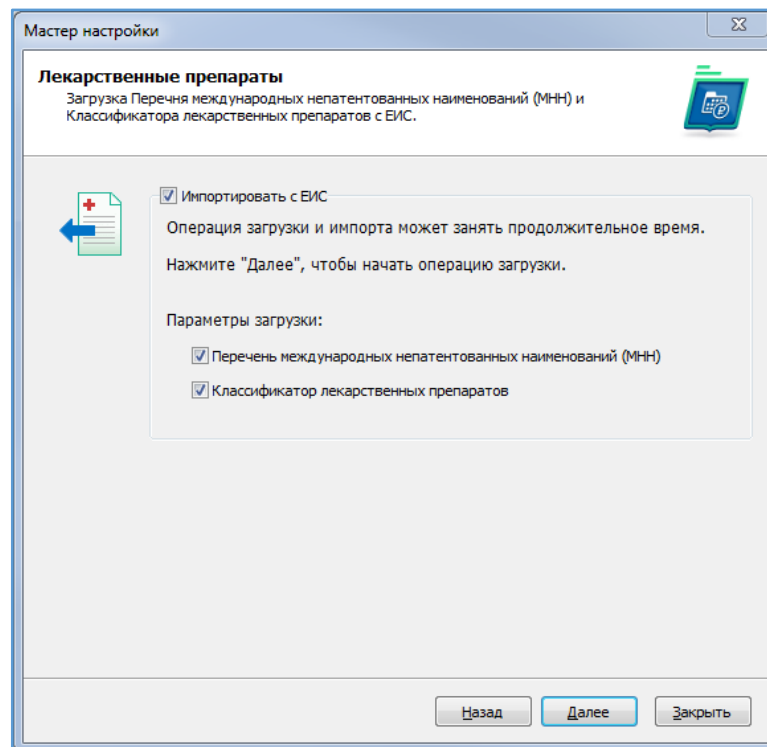 Мастер настройки
Лекарственные препараты
Загрузка Перечня международных непатентованных наименований (МНН) и
Классификатора лекарственных препаратов с ЕИС.
Импортировать с ЕИС
Операция загрузки и импорта может занять продолжительное время.
Нажмите "Далее", чтобы начать операцию загрузки.
Параметры загрузки:
Перечень международных непатентованных наименований (МНН)
Классификатор лекарственных препаратов
Назад Далее Закрыть